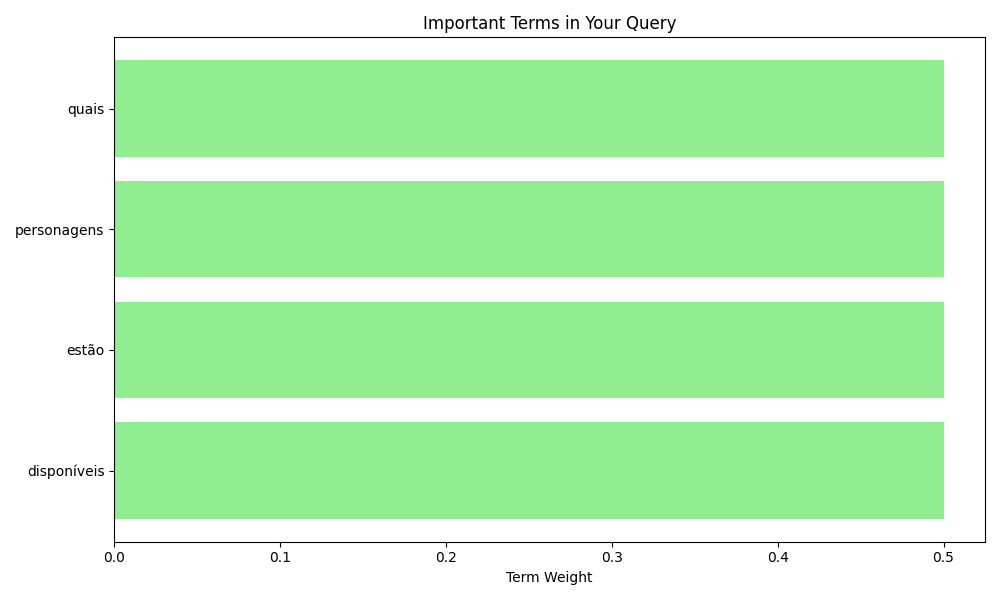 Important Terms in Your Query
quais
personagens
estão
disponíveis
0.0 0.1 0.2 0.3 0.4 0.5
Term Weight